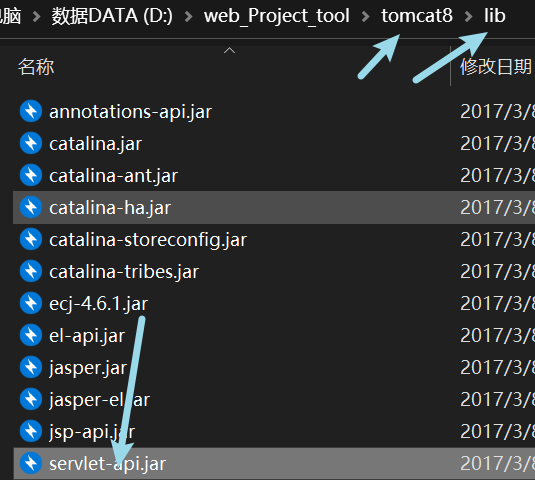 电脑 > 数据DATA (D:) > web_Project_tool > tomcat8 > lib
名称 修改日期
annotations-api.jar 2017/3/8
catalina.jar 2017/3/8
catalina-ant.jar 2017/3/8
catalina-ha.jar 2017/3/8
catalina-storeconfig.jar 2017/3/8
catalina-tribes.jar 2017/3/8
ecj-4.6.1.jar 2017/3/8
el-api.jar 2017/3/8
jasper.jar 2017/3/8
jasper-el.jar 2017/3/8
jsp-api.jar 2017/3/8
servlet-api.jar 2017/3/8